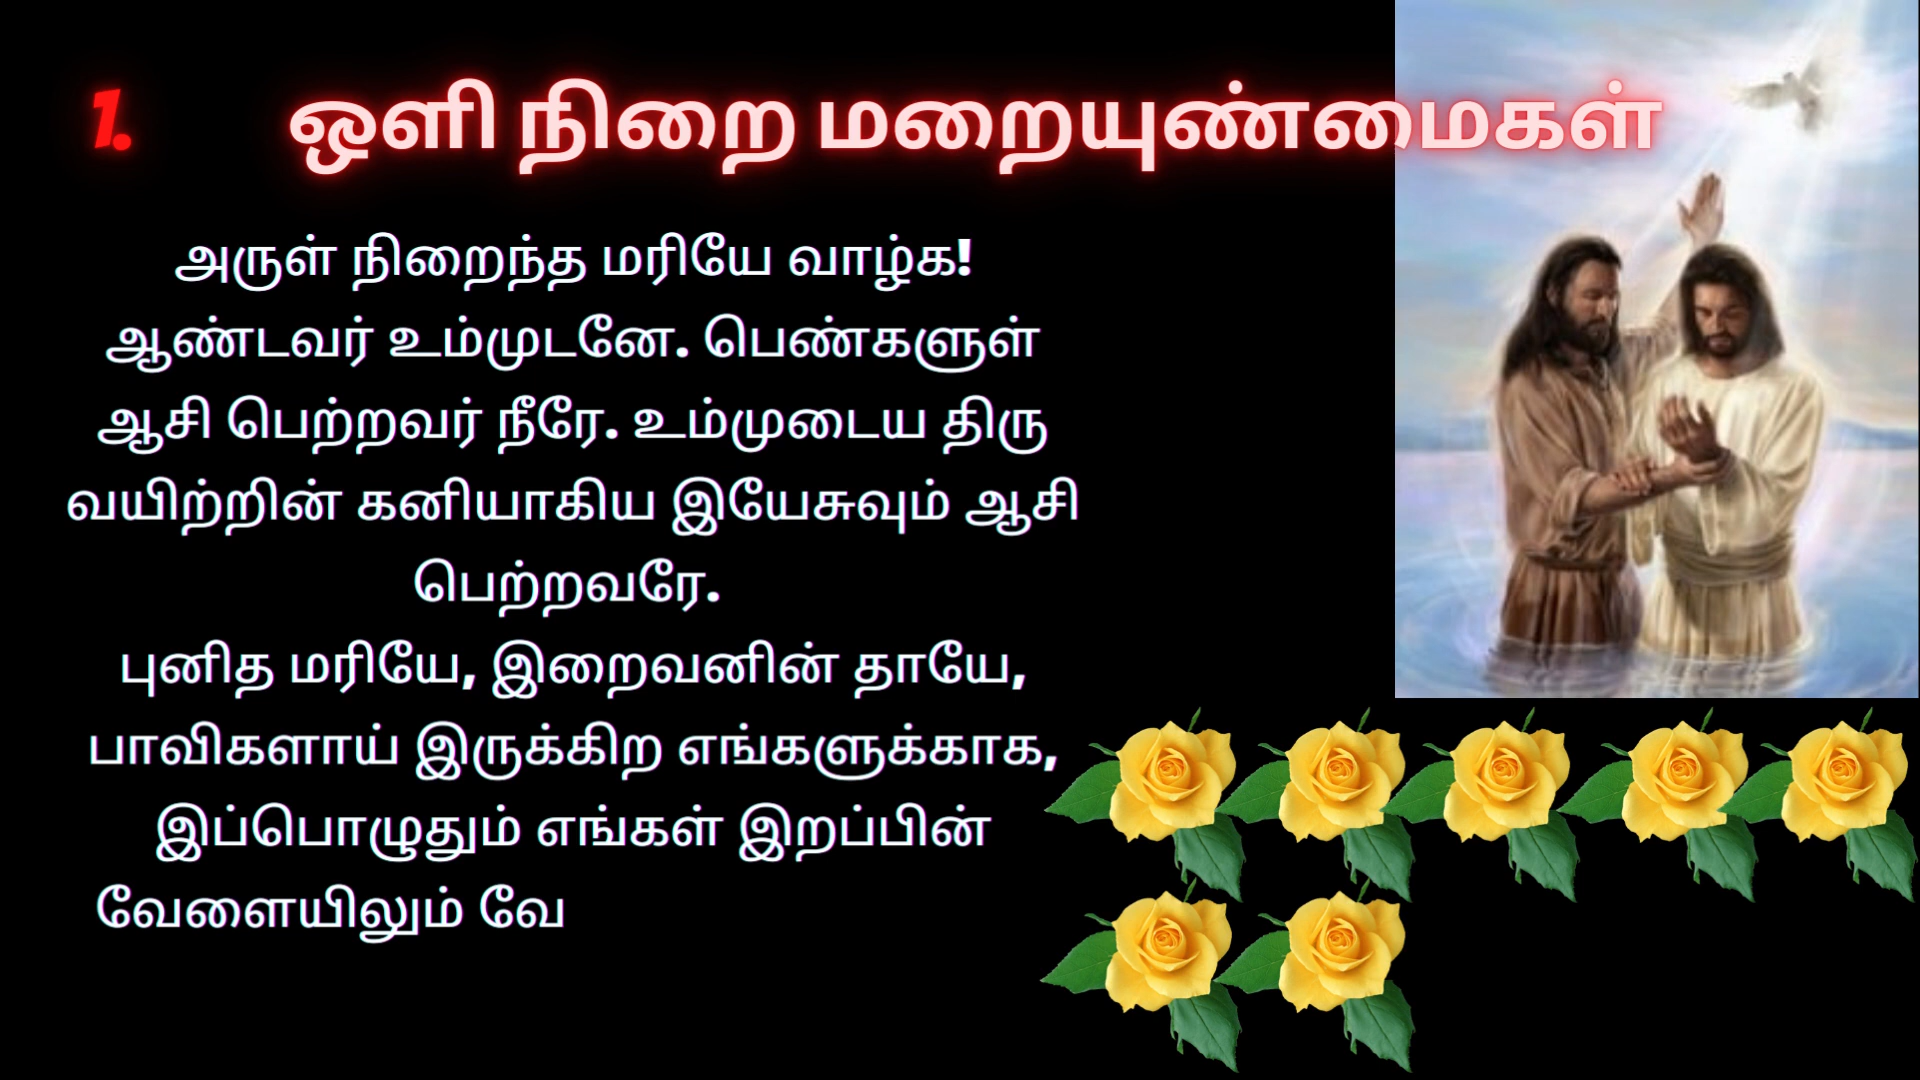 1. ஒளி நிறை மறையுண்மைகள்
அருள் நிறைந்த மரியே வாழ்க!
ஆண்டவர் உம்முடனே. பெண்களுள்
ஆசி பெற்றவர் நீரே. உம்முடைய திரு
வயிற்றின் கனியாகிய இயேசுவும் ஆசி
பெற்றவரே.
புனித மரியே, இறைவனின் தாயே,
பாவிகளாய் இருக்கிற எங்களுக்காக,
இப்பொழுதும் எங்கள் இறப்பின்
வேளையிலும் வே